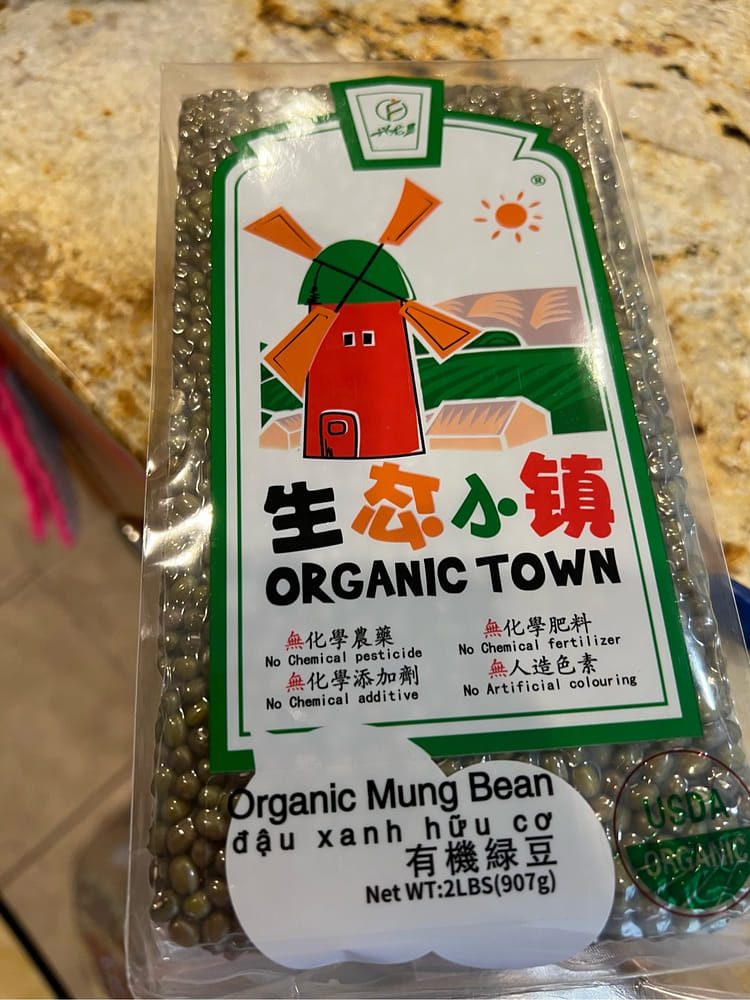 ®
生态小镇
ORGANIC TOWN
無化學農藥
No Chemical pesticide
無化學肥料
No Chemical fertilizer
無化學添加劑
No Chemical additive
無人造色素
No Artificial colouring
Organic Mung Bean
đậu xanh hữu cơ
有機綠豆
Net WT:2LBS(907g)
USDA
ORGANIC